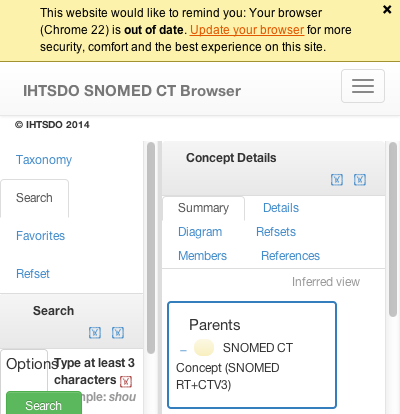 This website would like to remind you: Your browser
(Chrome 22) is out of date. Update your browser for more
security, comfort and the best experience on this site.
×
IHTSDO SNOMED CT Browser
© IHTSDO 2014
Taxonomy
Search
Favorites
Refset
Search
Options
Type at least 3
characters
mple: shou
Search
Concept Details
Summary Details
Diagram Refsets
Members References
Inferred view
Parents
– SNOMED CT
Concept (SNOMED
RT+CTV3)